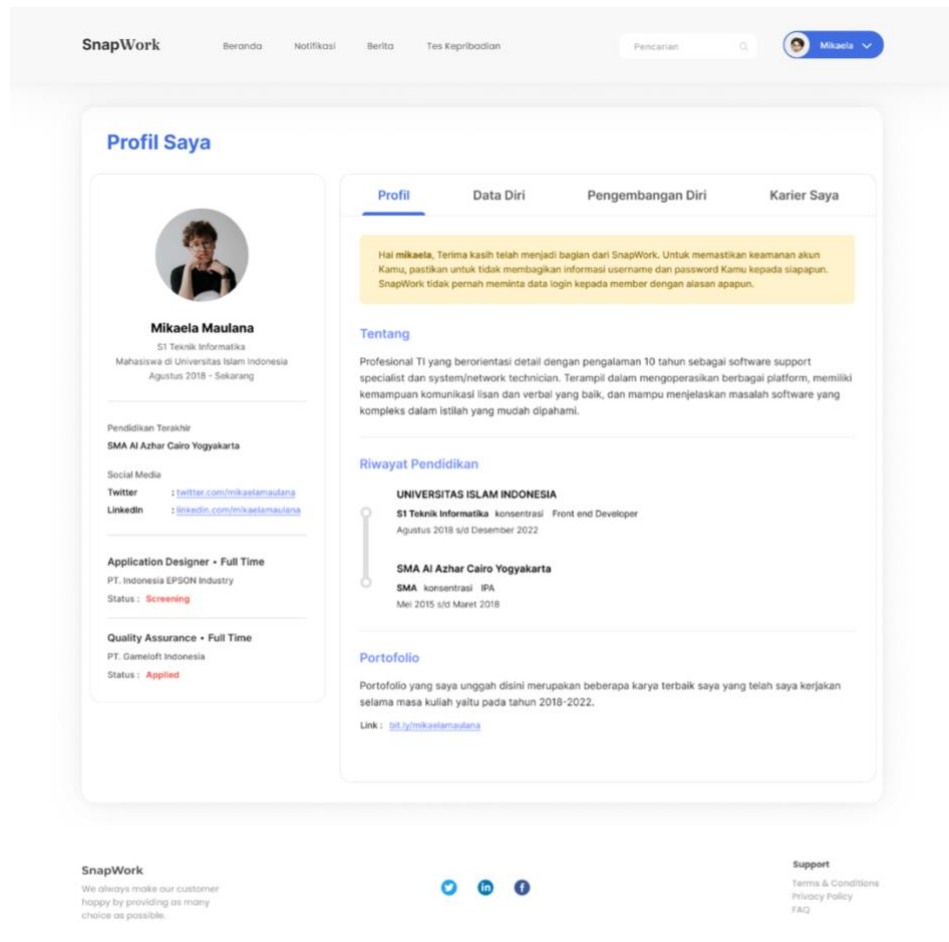 SnapWork
Beranda Notifikasi Berita Tes Kepribadian Pencarian Mikaela
Profil Saya
Mikaela Maulana
S1 Teknik Informatika
Mahasiswa di Universitas Islam Indonesia
Agustus 2018 - Sekarang
Pendidikan Terakhir
SMA Al Azhar Cairo Yogyakarta
Social Media
Twitter : twitter.com/mikaelamaulana
LinkedIn : linkedin.com/mikaelamaulana
Application Designer • Full Time
PT. Indonesia EPSON Industry
Status : Screening
Quality Assurance • Full Time
PT. Gameloft Indonesia
Status : Applied
Profil Data Diri Pengembangan Diri Karier Saya
Hai mikaela, Terima kasih telah menjadi bagian dari SnapWork. Untuk memastikan keamanan akun
Kamu, pastikan untuk tidak membagikan informasi username dan password Kamu kepada siapapun.
SnapWork tidak pernah meminta data login kepada member dengan alasan apapun.
Tentang
Profesional TI yang berorientasi detail dengan pengalaman 10 tahun sebagai software support
specialist dan system/network technician. Terampil dalam mengoperasikan berbagai platform, memiliki
kemampuan komunikasi lisan dan verbal yang baik, dan mampu menjelaskan masalah software yang
kompleks dalam istilah yang mudah dipahami.
Riwayat Pendidikan
UNIVERSITAS ISLAM INDONESIA
S1 Teknik Informatika konsentrasi Front end Developer
Agustus 2018 s/d Desember 2022
SMA Al Azhar Cairo Yogyakarta
SMA konsentrasi IPA
Mei 2015 s/d Maret 2018
Portofolio
Portofolio yang saya unggah disini merupakan beberapa karya terbaik saya yang telah saya kerjakan
selama masa kuliah yaitu pada tahun 2018-2022.
Link : bit.ly/mikaelamaulana
SnapWork
We always make our customer
happy by providing as many
choice as possible.
Support
Terms & Conditions
Privacy Policy
FAQ